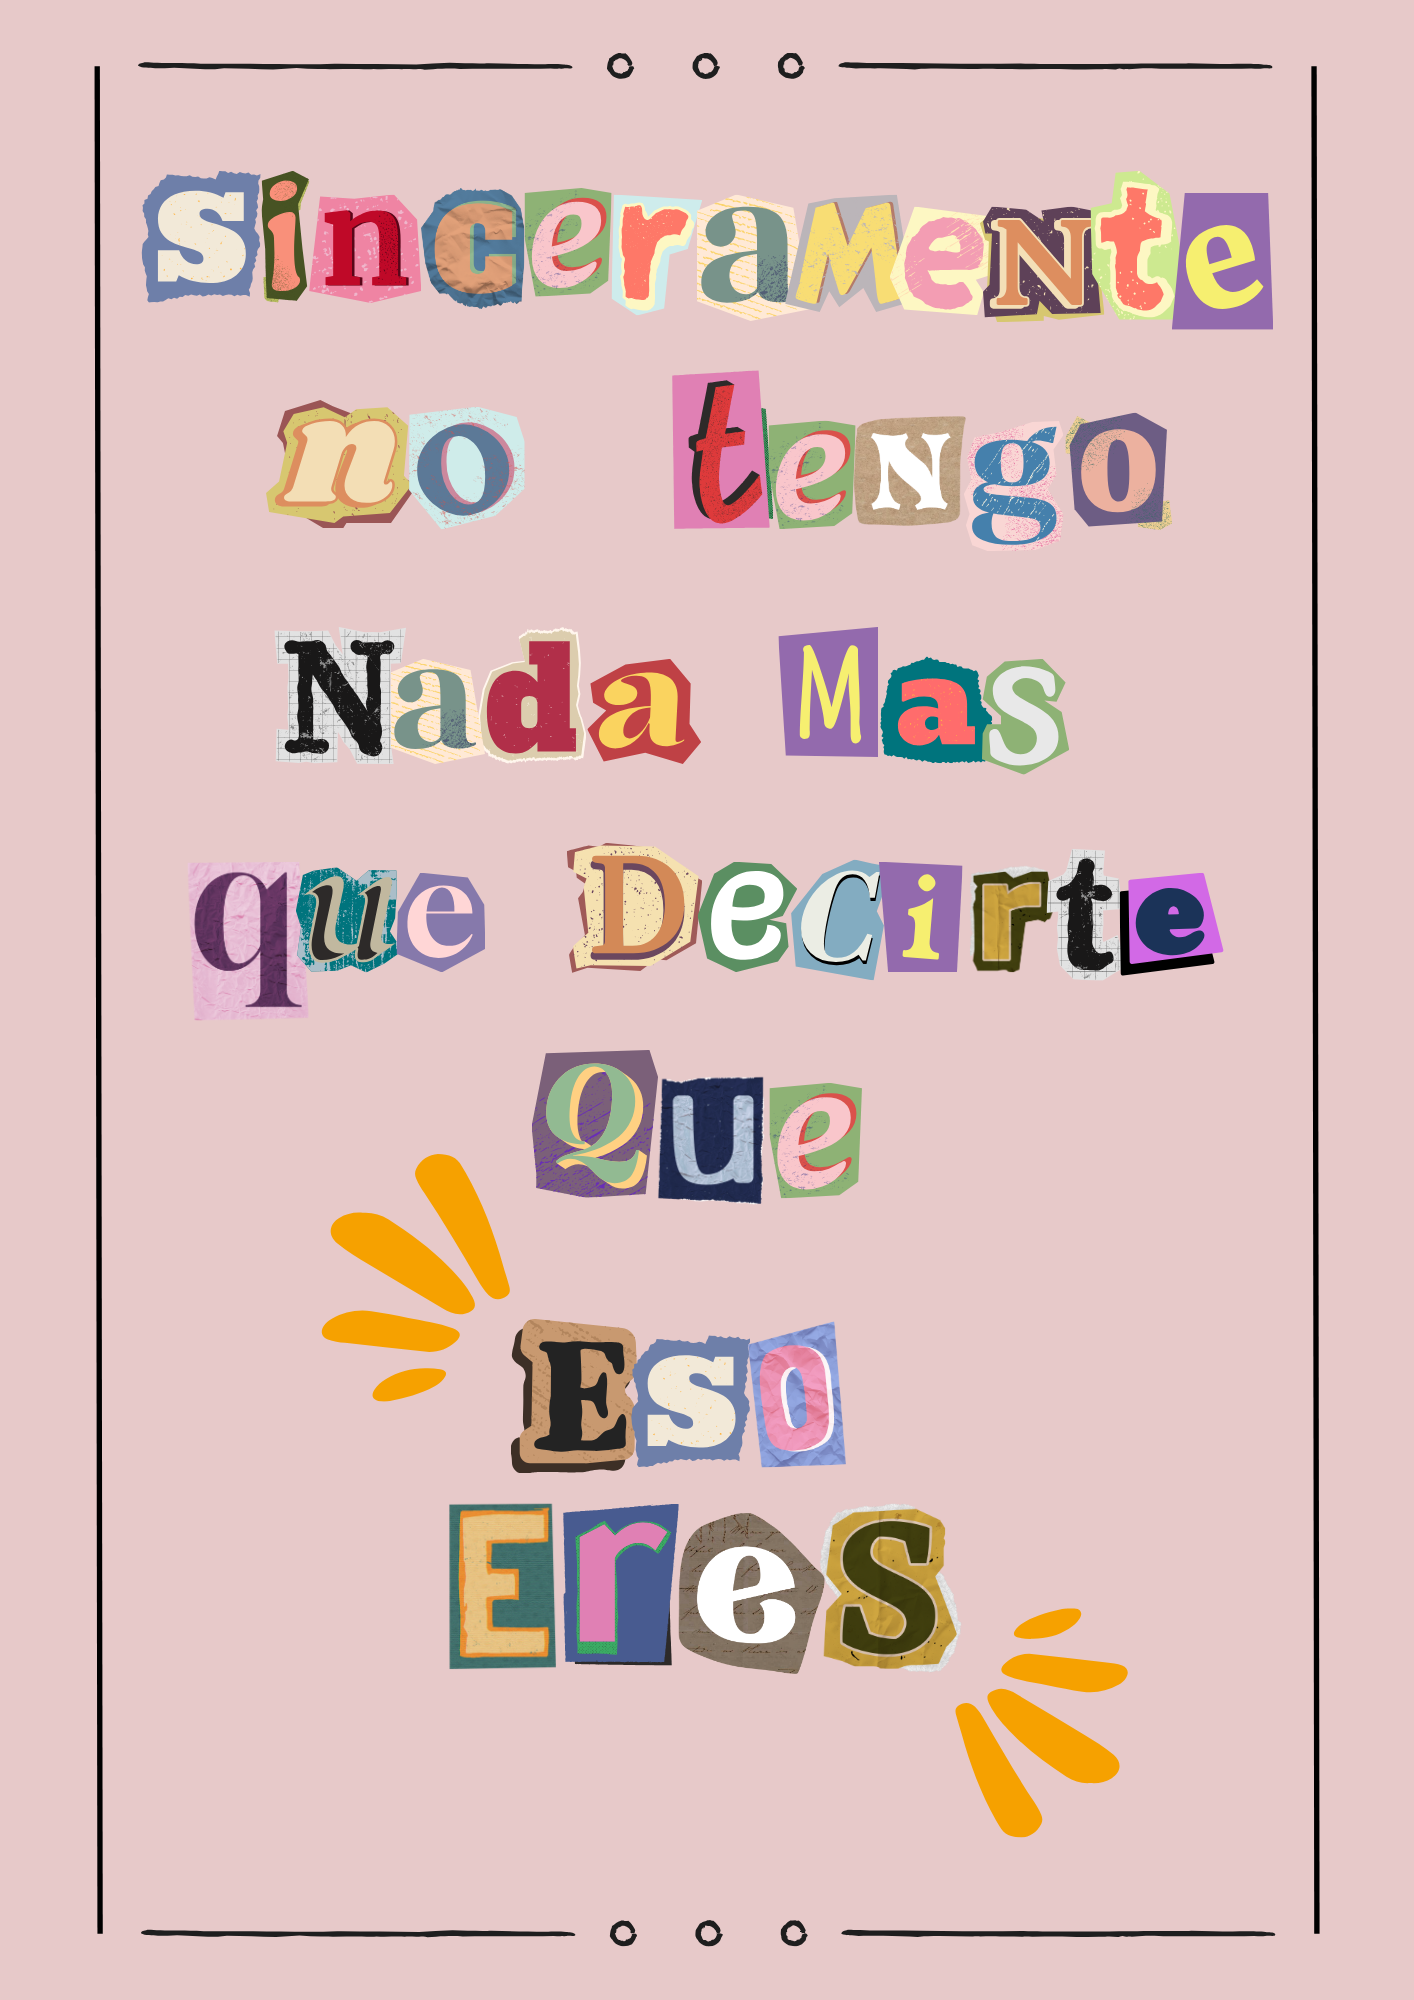 SinceraMeNte
no teNgo
Nada Mas
que DeCirte
Que
Eso
EreS